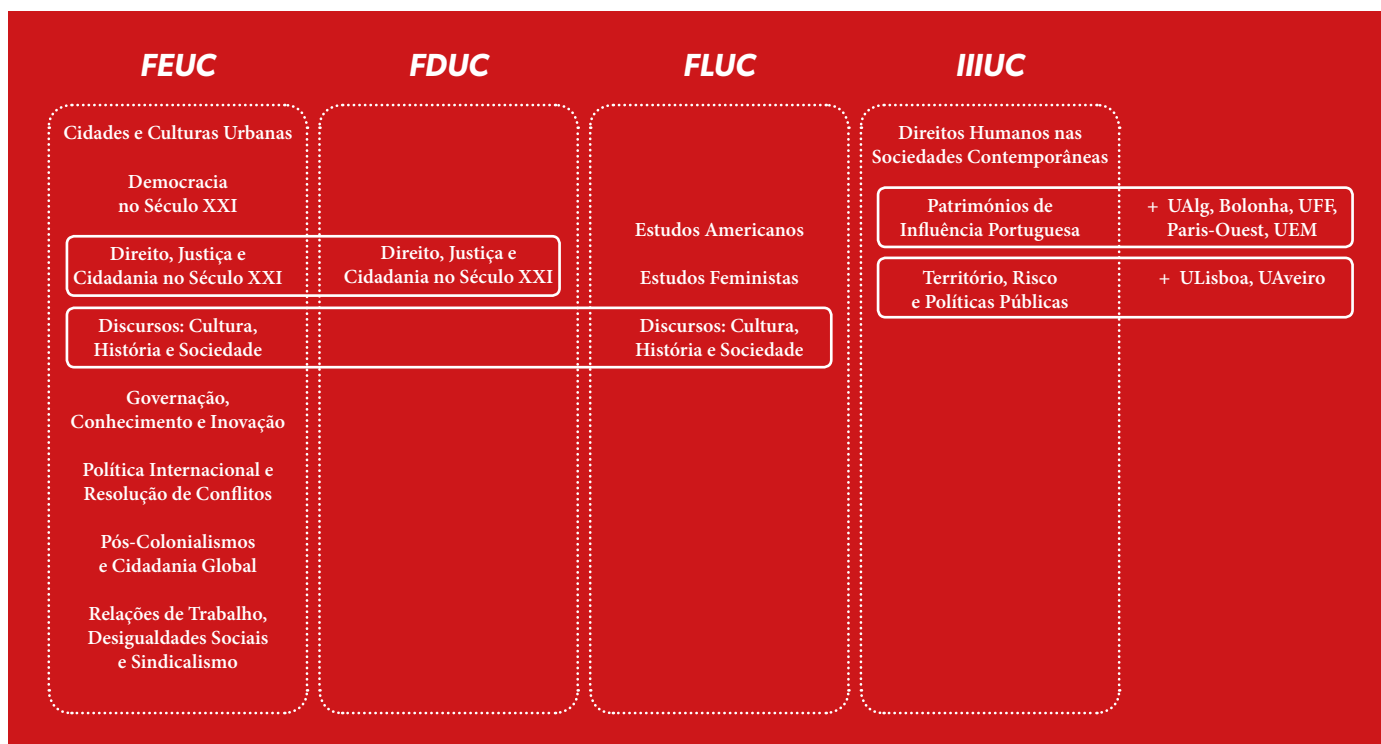 FEUC
Cidades e Culturas Urbanas
Democracia
no Século XXI
Direito, Justiça e
Cidadania no Século XXI
Discursos: Cultura,
História e Sociedade
Governação,
Conhecimento e Inovação
Política Internacional e
Resolução de Conflitos
Pós-Colonialismos
e Cidadania Global
Relações de Trabalho,
Desigualdades Sociais
e Sindicalismo
FDUC
Direito, Justiça e
Cidadania no Século XXI
FLUC
Estudos Americanos
Estudos Feministas
Discursos: Cultura,
História e Sociedade
IIIUC
Direitos Humanos nas
Sociedades Contemporâneas
Patrimónios de
Influência Portuguesa
+ UAlg, Bolonha, UFF,
Paris-Ouest, UEM
Território, Risco
e Políticas Públicas
+ ULisboa, UAveiro